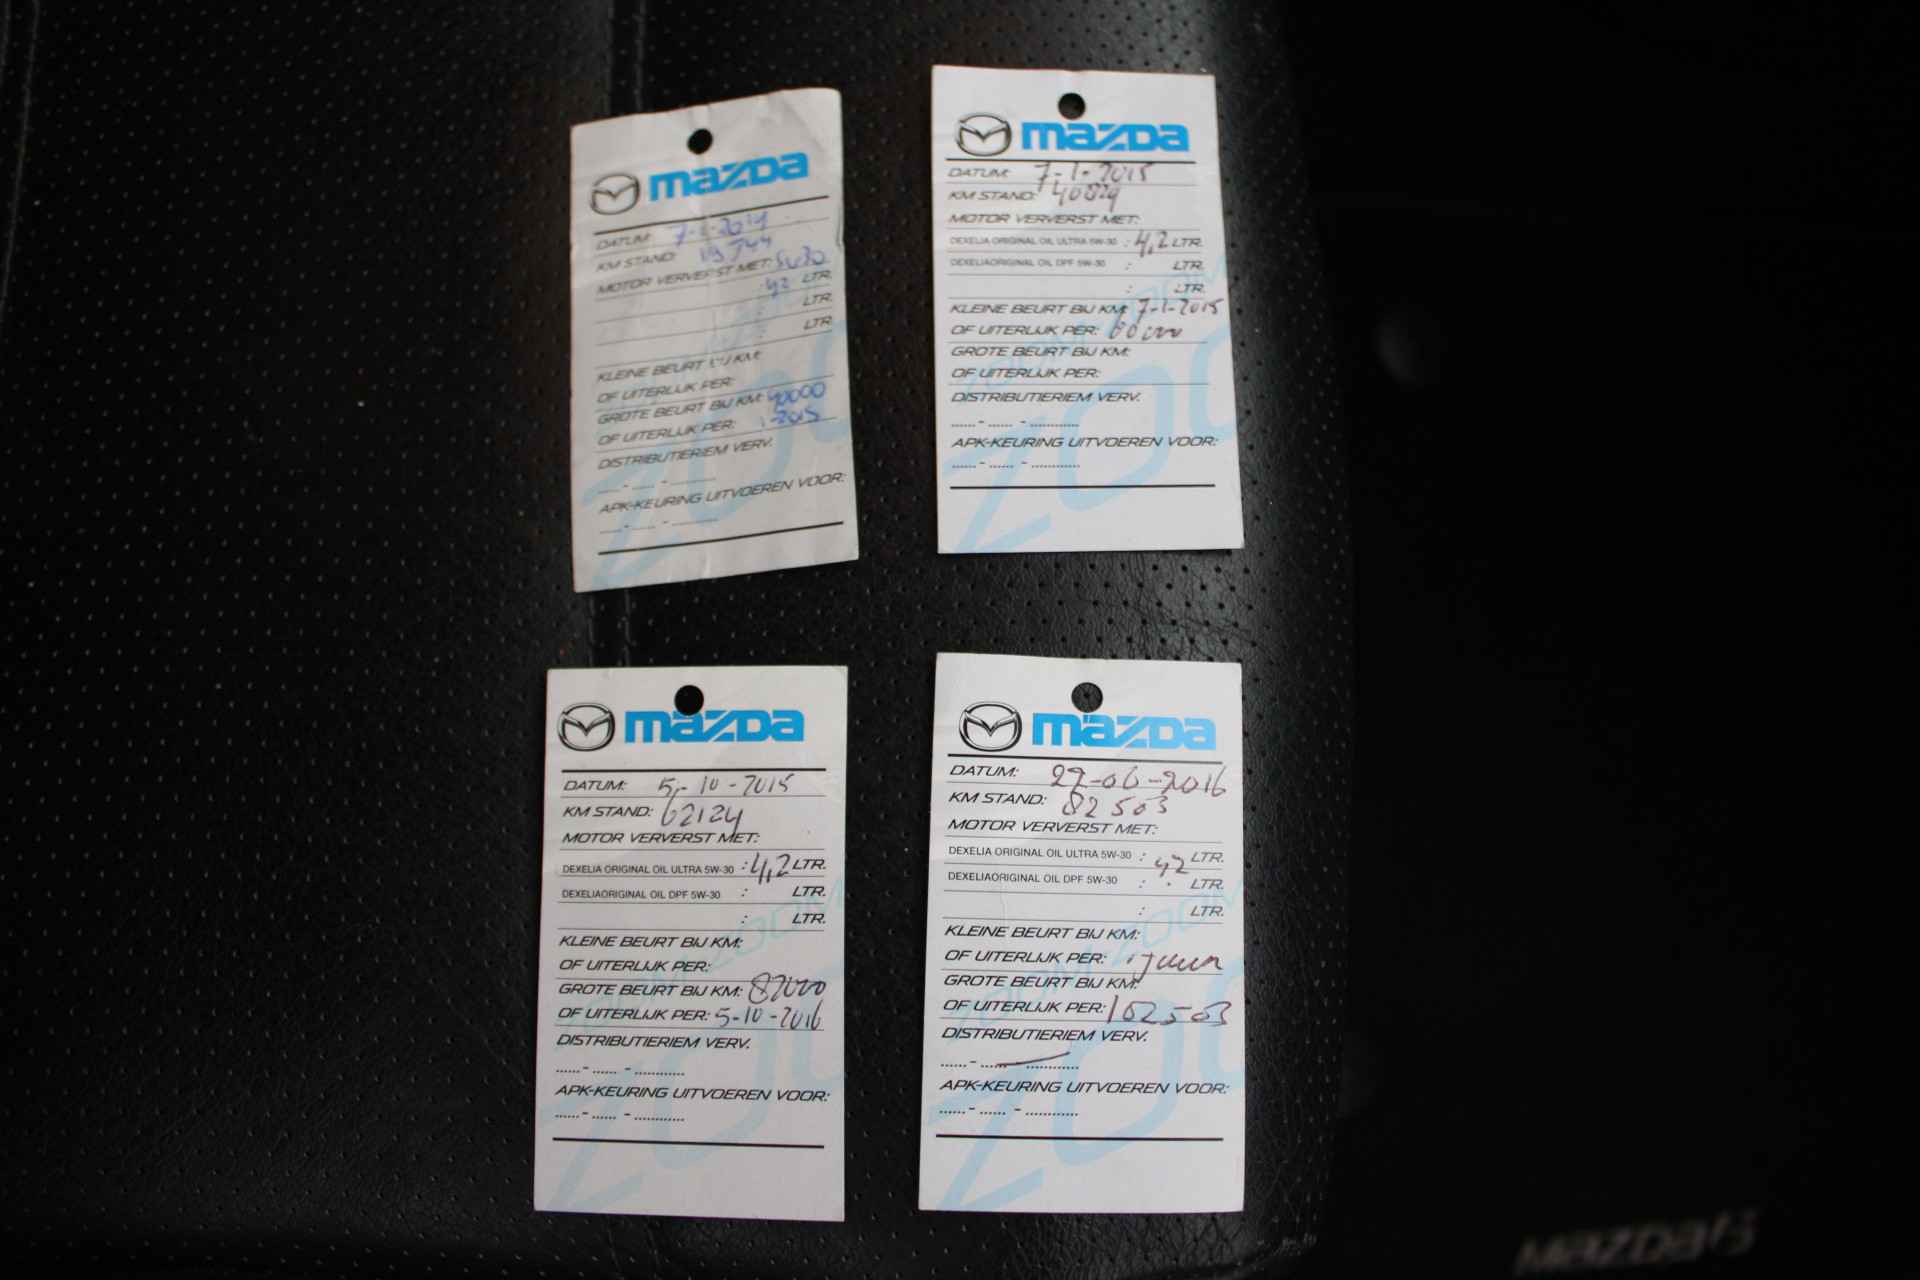 mazda
DATUM: 7-1-2014
KM STAND: 19744
MOTOR VERVERST MET: 5w30
: 42 LTR.
: LTR.
: LTR.
KLEINE BEURT BIJ KM:
OF UITERLIJK PER:
GROTE BEURT BIJ KM: 40000
OF UITERLIJK PER: 1-2015
DISTRIBUTIERIEM VERV.
......-...... -............
APK-KEURING UITVOEREN VOOR:
......-...... -............
mazda
DATUM: 7-1-2015
KM STAND:
MOTOR VERVERST MET:
DEXELIA ORIGINAL OIL ULTRA 5W-30 : 4,2 LTR.
DEXELIAORIGINAL OIL DPF 5W-30 : LTR.
: LTR.
KLEINE BEURT BIJ KM: 7-1-2015
OF UITERLIJK PER: 60000
GROTE BEURT BIJ KM:
OF UITERLIJK PER:
DISTRIBUTIERIEM VERV.
......-...... -............
APK-KEURING UITVOEREN VOOR:
......-...... -............
mazda
DATUM: 5-10-2015
KM STAND: 62124
MOTOR VERVERST MET:
DEXELIA ORIGINAL OIL ULTRA 5W-30 : 4,2 LTR.
DEXELIAORIGINAL OIL DPF 5W-30 : LTR.
: LTR.
KLEINE BEURT BIJ KM:
OF UITERLIJK PER:
GROTE BEURT BIJ KM: 82000
OF UITERLIJK PER: 5-10-2016
DISTRIBUTIERIEM VERV.
......-...... -............
APK-KEURING UITVOEREN VOOR:
......-...... -............
mazda
DATUM: 22-06-2016
KM STAND: 82503
MOTOR VERVERST MET:
DEXELIA ORIGINAL OIL ULTRA 5W-30 : 42 LTR.
DEXELIAORIGINAL OIL DPF 5W-30 : LTR.
: LTR.
KLEINE BEURT BIJ KM:
OF UITERLIJK PER: 1 Jaar
GROTE BEURT BIJ KM:
OF UITERLIJK PER: 102503
DISTRIBUTIERIEM VERV.
......-...... -............
APK-KEURING UITVOEREN VOOR:
......-...... -............
mazda6